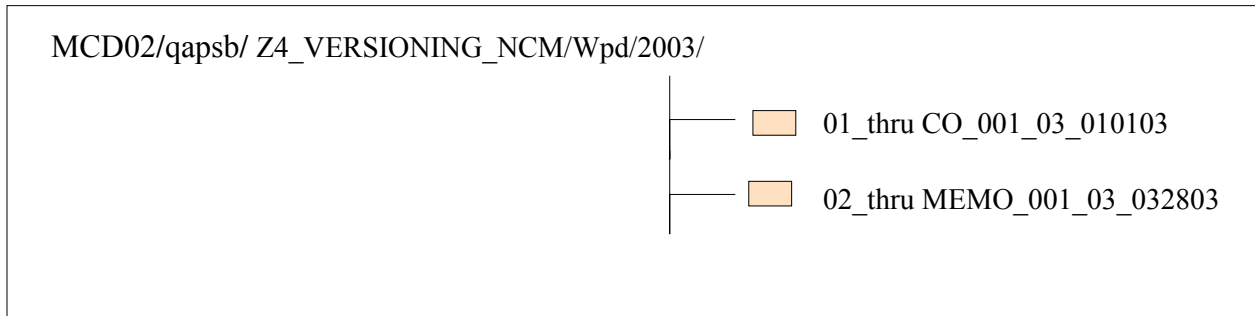 MCD02/qapsb/ Z4_VERSIONING_NCM/Wpd/2003/
01_thru CO_001_03_010103
02_thru MEMO_001_03_032803